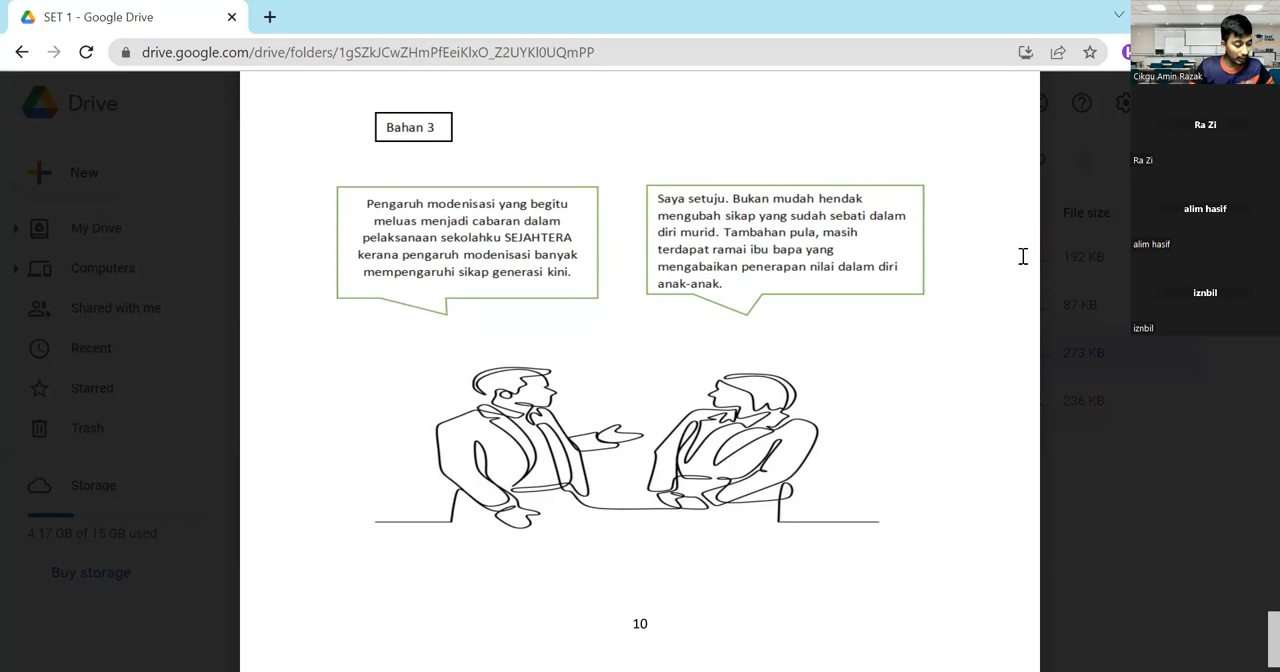 SET 1 - Google Drive
drive.google.com/drive/folders/1gSZkJCwZHmPfEeiKlxO_Z2UYKl0UQmPP
Drive
New
My Drive
Computers
Shared with me
Recent
Starred
Trash
Storage
4.17 GB of 15 GB used
Buy storage
Bahan 3
Pengaruh modenisasi yang begitu
meluas menjadi cabaran dalam
pelaksanaan sekolahku SEJAHTERA
kerana pengaruh modenisasi banyak
mempengaruhi sikap generasi kini.
Saya setuju. Bukan mudah hendak
mengubah sikap yang sudah sebati dalam
diri murid. Tambahan pula, masih
terdapat ramai ibu bapa yang
mengabaikan penerapan nilai dalam diri
anak-anak.
10
File size
192 KB
87 KB
273 KB
236 KB
Cikgu Amin Razak
Ra Zi
Ra Zi
alim hasif
alim hasif
iznbil
iznbil